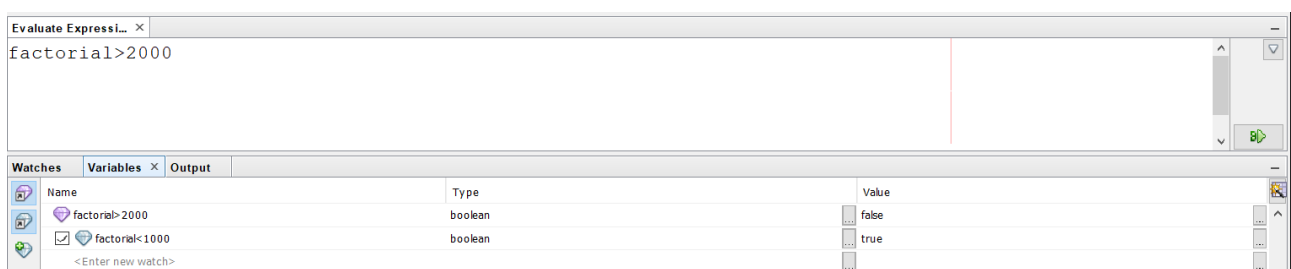 Evaluate Expressi...
factorial>2000
Watches Variables Output
Name Type Value
factorial>2000 boolean ... false ...
factorial<1000 boolean ... true ...
<Enter new watch> ... ...